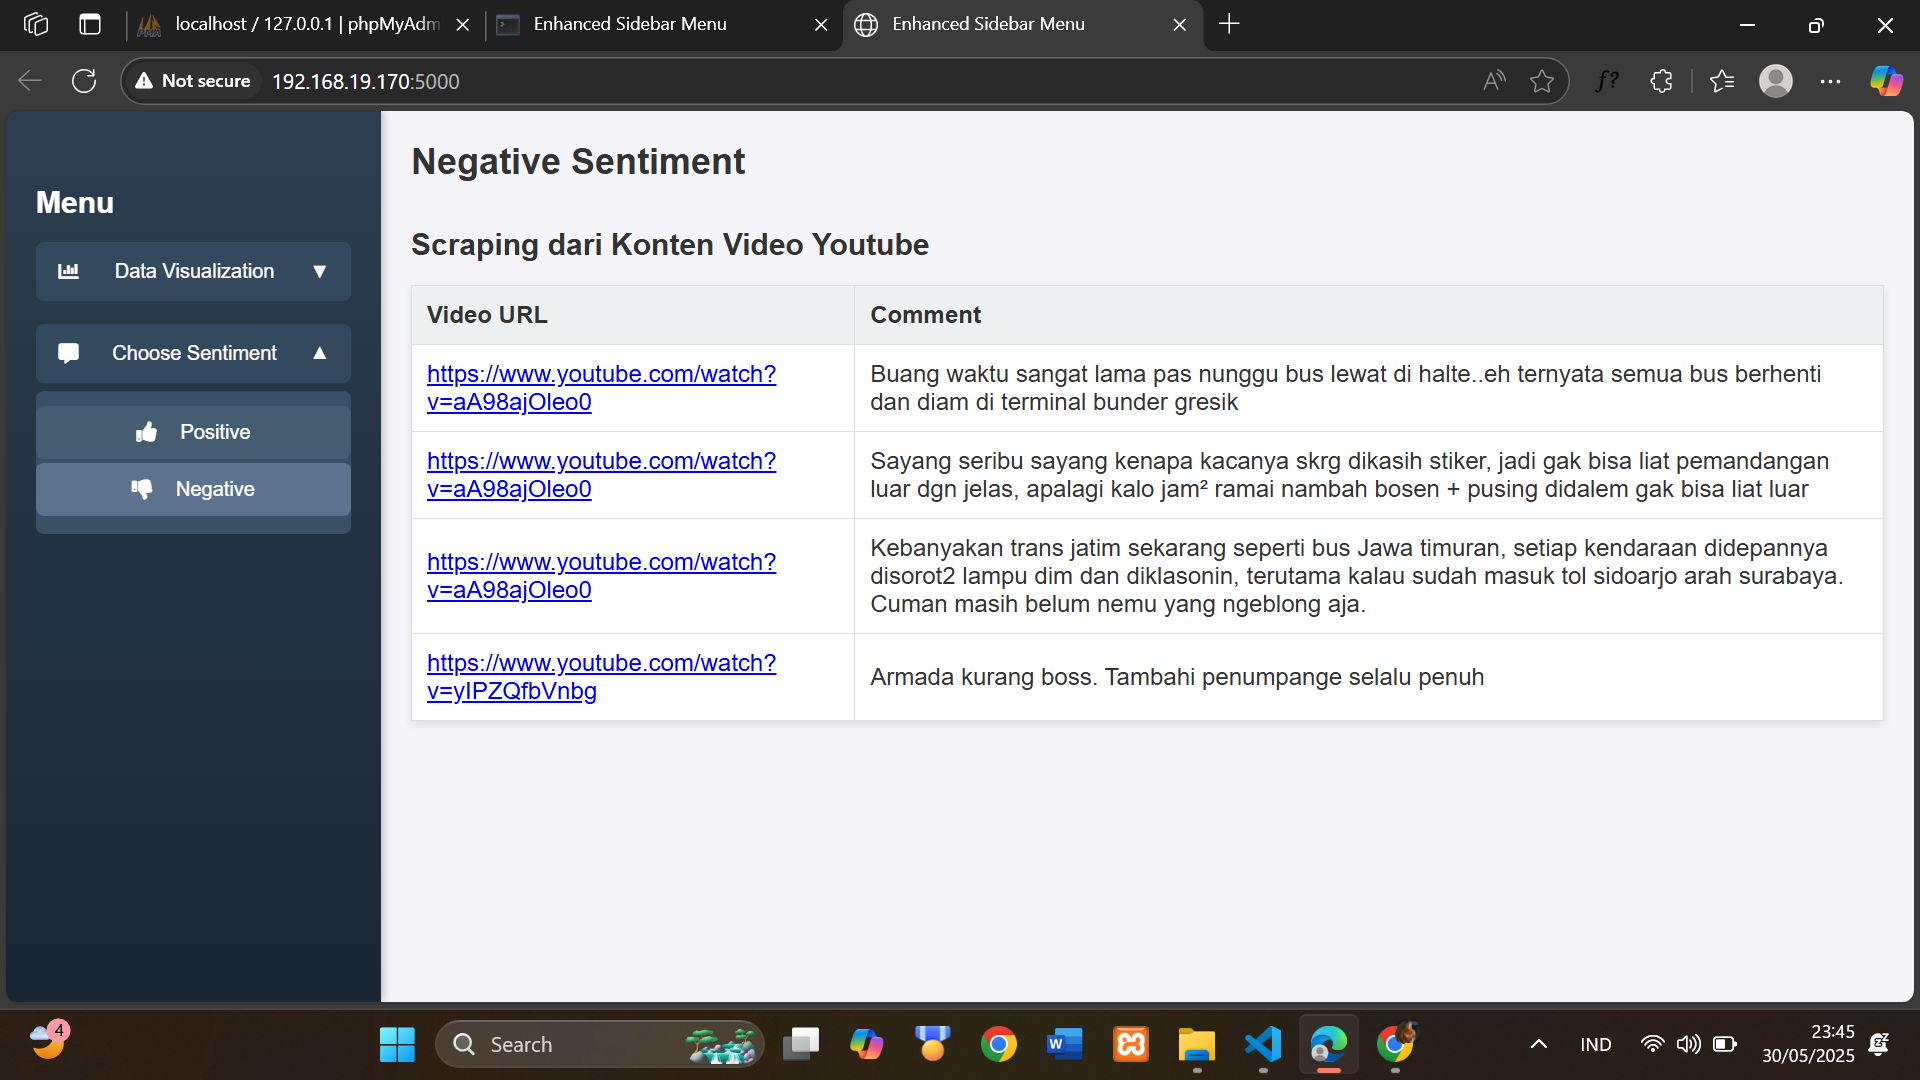 localhost / 127.0.0.1 | phpMyAdm
Enhanced Sidebar Menu
Enhanced Sidebar Menu
Not secure
192.168.19.170:5000
Menu
Data Visualization ▼
Choose Sentiment ▲
Positive
Negative
Negative Sentiment
Scraping dari Konten Video Youtube
Video URL
Comment
https://www.youtube.com/watch?
v=aA98ajOleo0
Buang waktu sangat lama pas nunggu bus lewat di halte..eh ternyata semua bus berhenti
dan diam di terminal bunder gresik
https://www.youtube.com/watch?
v=aA98ajOleo0
Sayang seribu sayang kenapa kacanya skrg dikasih stiker, jadi gak bisa liat pemandangan
luar dgn jelas, apalagi kalo jam² ramai nambah bosen + pusing didalem gak bisa liat luar
https://www.youtube.com/watch?
v=aA98ajOleo0
Kebanyakan trans jatim sekarang seperti bus Jawa timuran, setiap kendaraan didepannya
disorot2 lampu dim dan diklasonin, terutama kalau sudah masuk tol sidoarjo arah surabaya.
Cuman masih belum nemu yang ngeblong aja.
https://www.youtube.com/watch?
v=yIPZQfbVnbg
Armada kurang boss. Tambahi penumpange selalu penuh
4
Search
IND
23:45
30/05/2025